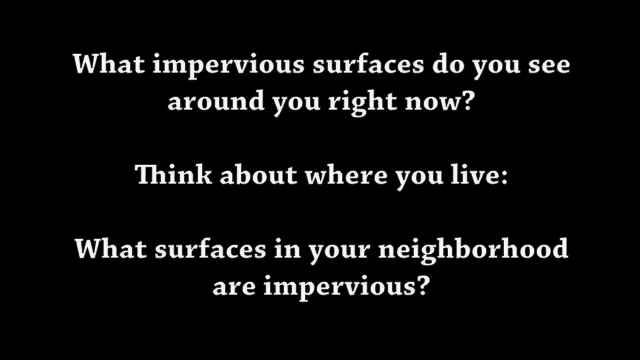 What impervious surfaces do you see
around you right now?
Think about where you live:
What surfaces in your neighborhood
are impervious?